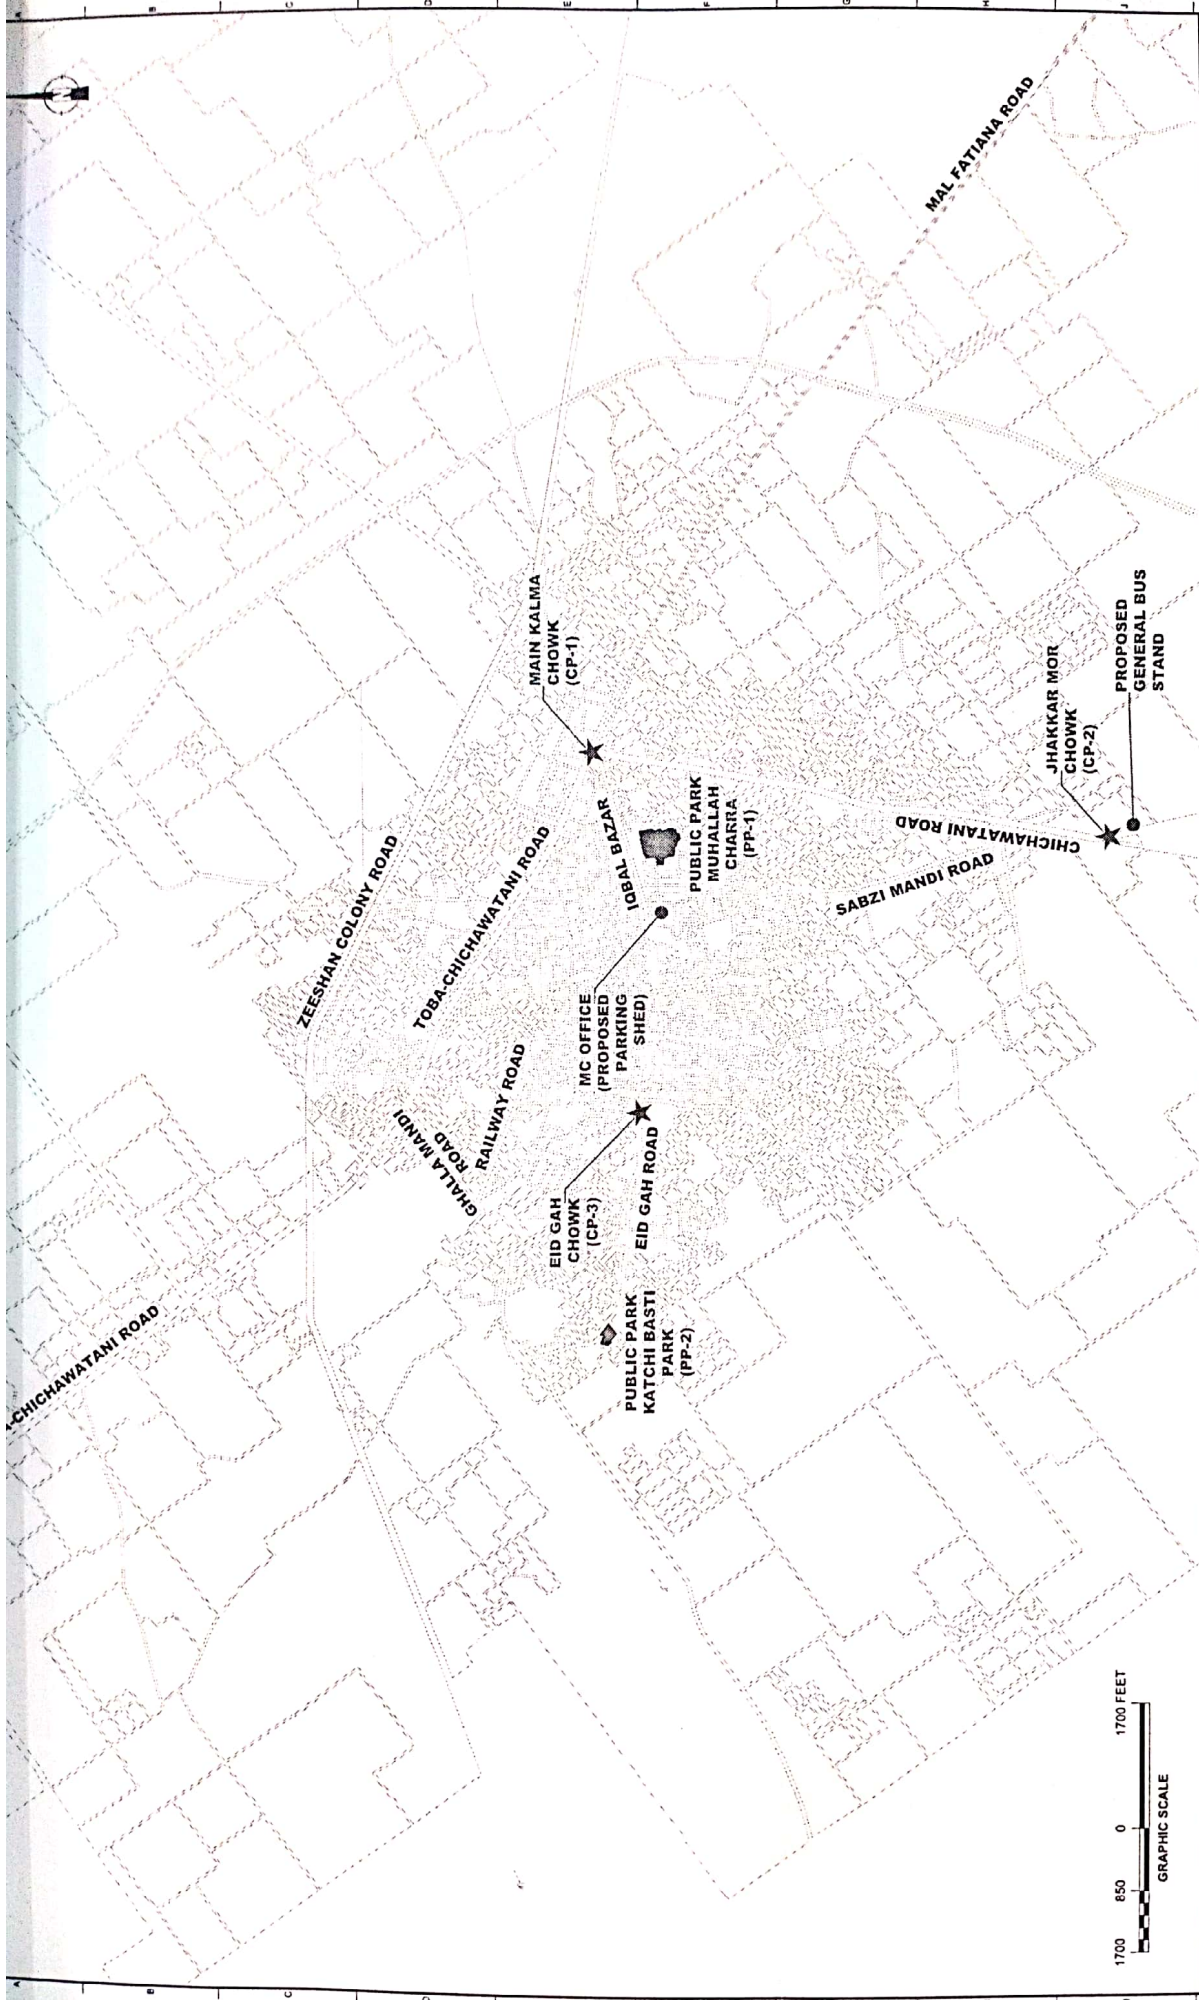 A
B
C
D
E
F
G
H
J
N
MAL FATIANA ROAD
MAIN KALMA
CHOWK
(CP-1)
ZEESHAN COLONY ROAD
TOBA-CHICHAWATANI ROAD
IQBAL BAZAR
PUBLIC PARK
MUHALLAH
CHARRA
(PP-1)
CHICHAWATANI ROAD
SABZI MANDI ROAD
JHAKKAR MOR
CHOWK
(CP-2)
PROPOSED
GENERAL BUS
STAND
MC OFFICE
(PROPOSED
PARKING
SHED)
RAILWAY ROAD
GHALLA MANDI
ROAD
EID GAH
CHOWK
(CP-3)
EID GAH ROAD
PUBLIC PARK
KATCHI BASTI
PARK
(PP-2)
-CHICHAWATANI ROAD
1700 850 0 1700 FEET
GRAPHIC SCALE
A
B
C